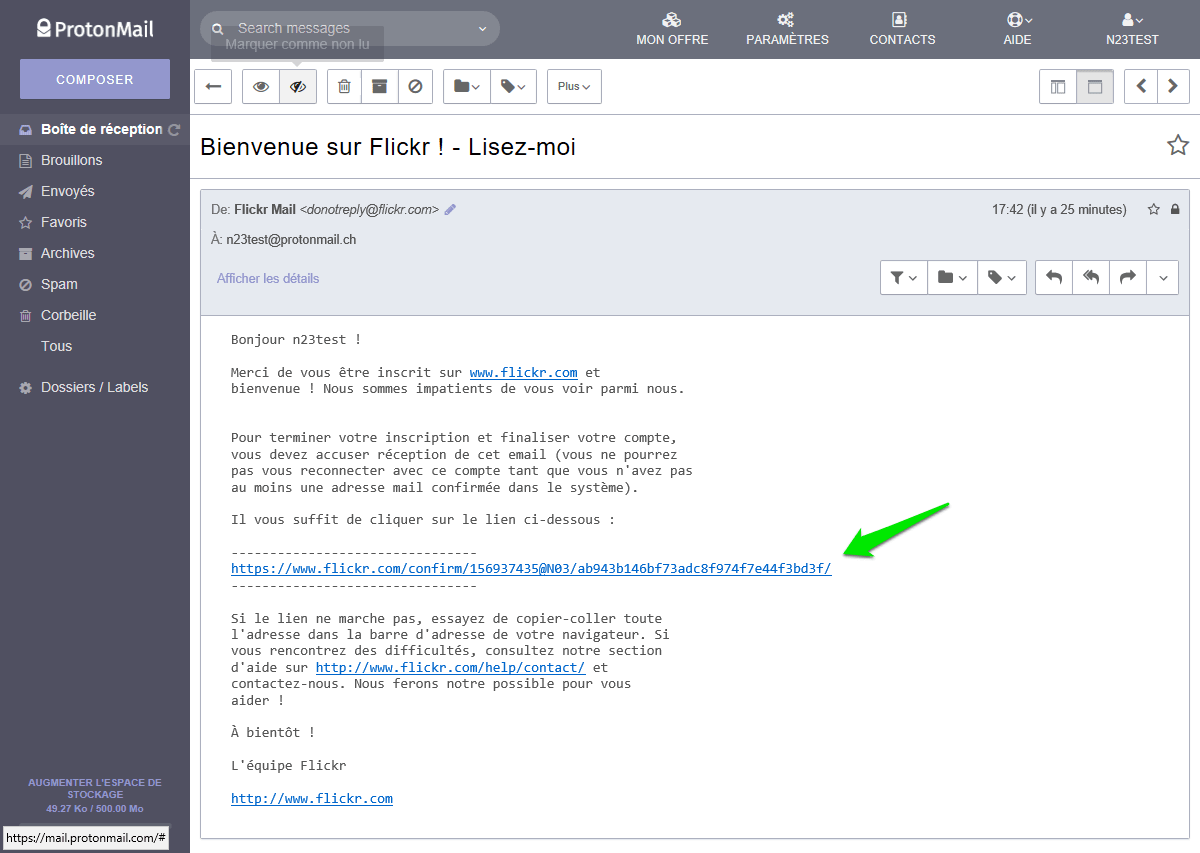 ProtonMail
Search messages
Marquer comme non lu
MON OFFRE
PARAMÈTRES
CONTACTS
AIDE
N23TEST
COMPOSER
Plus
Boîte de réception
Brouillons
Envoyés
Favoris
Archives
Spam
Corbeille
Tous
Dossiers / Labels
AUGMENTER L'ESPACE DE
STOCKAGE
49.27 Ko / 500.00 Mo
https://mail.protonmail.com/#
Bienvenue sur Flickr ! - Lisez-moi
De: Flickr Mail <donotreply@flickr.com>
17:42 (il y a 25 minutes)
À: n23test@protonmail.ch
Afficher les détails
Bonjour n23test !
Merci de vous être inscrit sur www.flickr.com et
bienvenue ! Nous sommes impatients de vous voir parmi nous.
Pour terminer votre inscription et finaliser votre compte,
vous devez accuser réception de cet email (vous ne pourrez
pas vous reconnecter avec ce compte tant que vous n'avez pas
au moins une adresse mail confirmée dans le système).
Il vous suffit de cliquer sur le lien ci-dessous :
--------------------------------
https://www.flickr.com/confirm/156937435@N03/ab943b146bf73adc8f974f7e44f3bd3f/
--------------------------------
Si le lien ne marche pas, essayez de copier-coller toute
l'adresse dans la barre d'adresse de votre navigateur. Si
vous rencontrez des difficultés, consultez notre section
d'aide sur http://www.flickr.com/help/contact/ et
contactez-nous. Nous ferons notre possible pour vous
aider !
À bientôt !
L'équipe Flickr
http://www.flickr.com